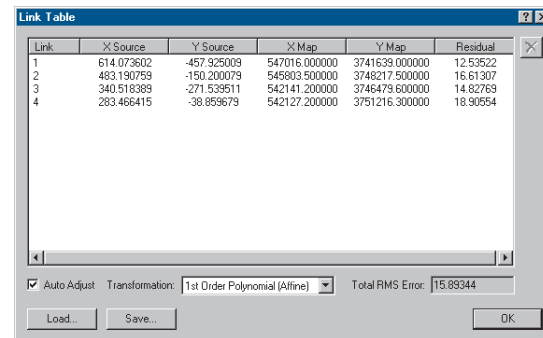 Link Table
Link X Source Y Source X Map Y Map Residual
1 614.073602 -457.925009 547016.000000 3741639.000000 12.53522
2 483.190759 -150.200079 545803.500000 3748217.500000 16.61307
3 340.518389 -271.539511 542141.200000 3746479.600000 14.82769
4 283.466415 -38.859679 542127.200000 3751216.300000 18.90554
Auto Adjust Transformation: 1st Order Polynomial (Affine) Total RMS Error: 15.89344
Load... Save... OK